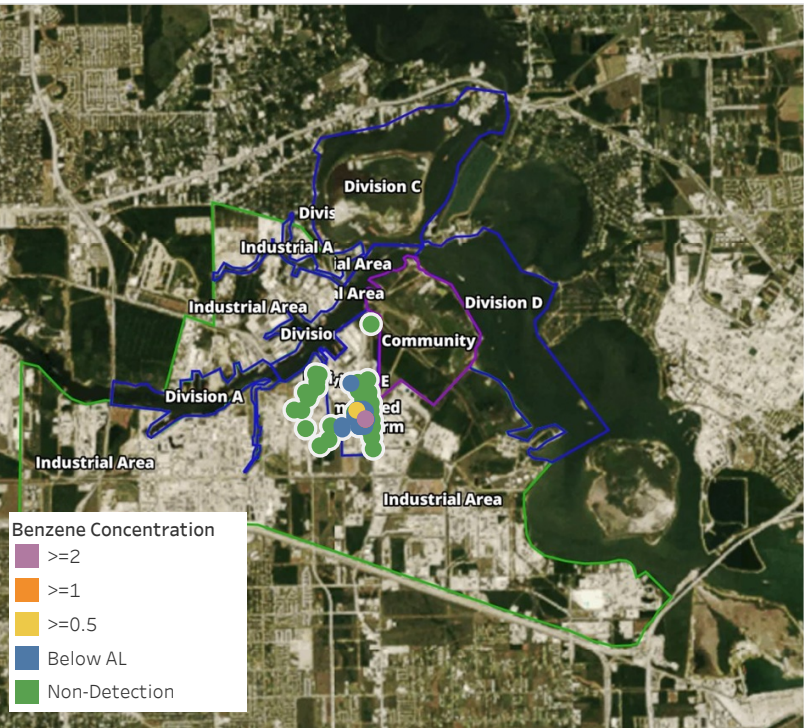 Division C
Divis
Industrial A
ial Area
l Area
Division D
Industrial Area
Divisio
Community
E
Division A
ed
rm
Industrial Area
Industrial Area
Benzene Concentration
>=2
>=1
>=0.5
Below AL
Non-Detection